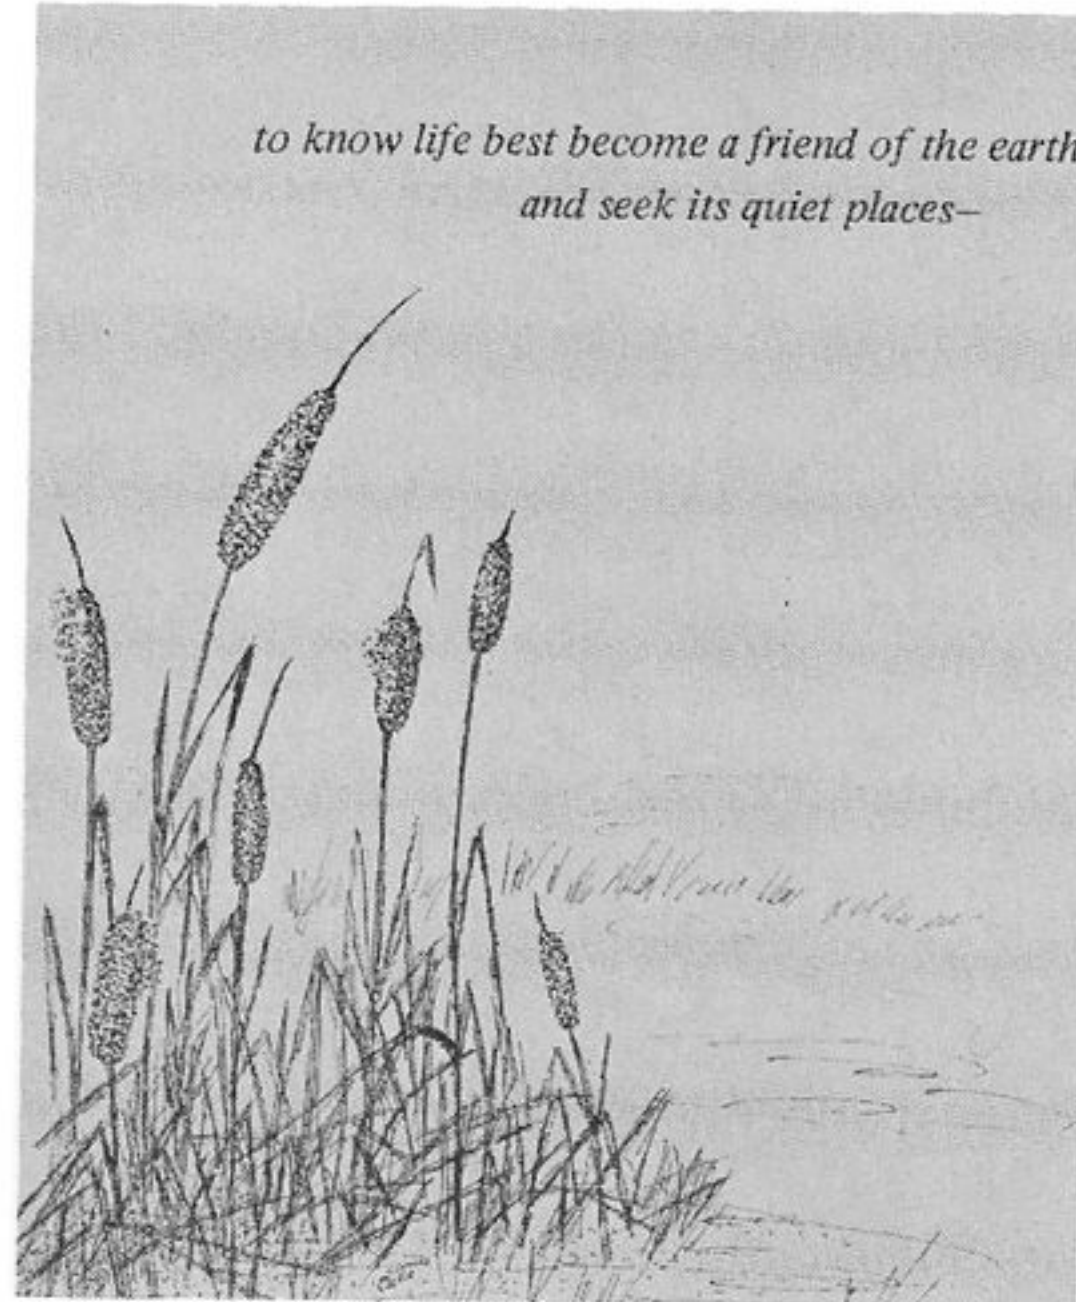 to know life best become a friend of the earth
and seek its quiet places—